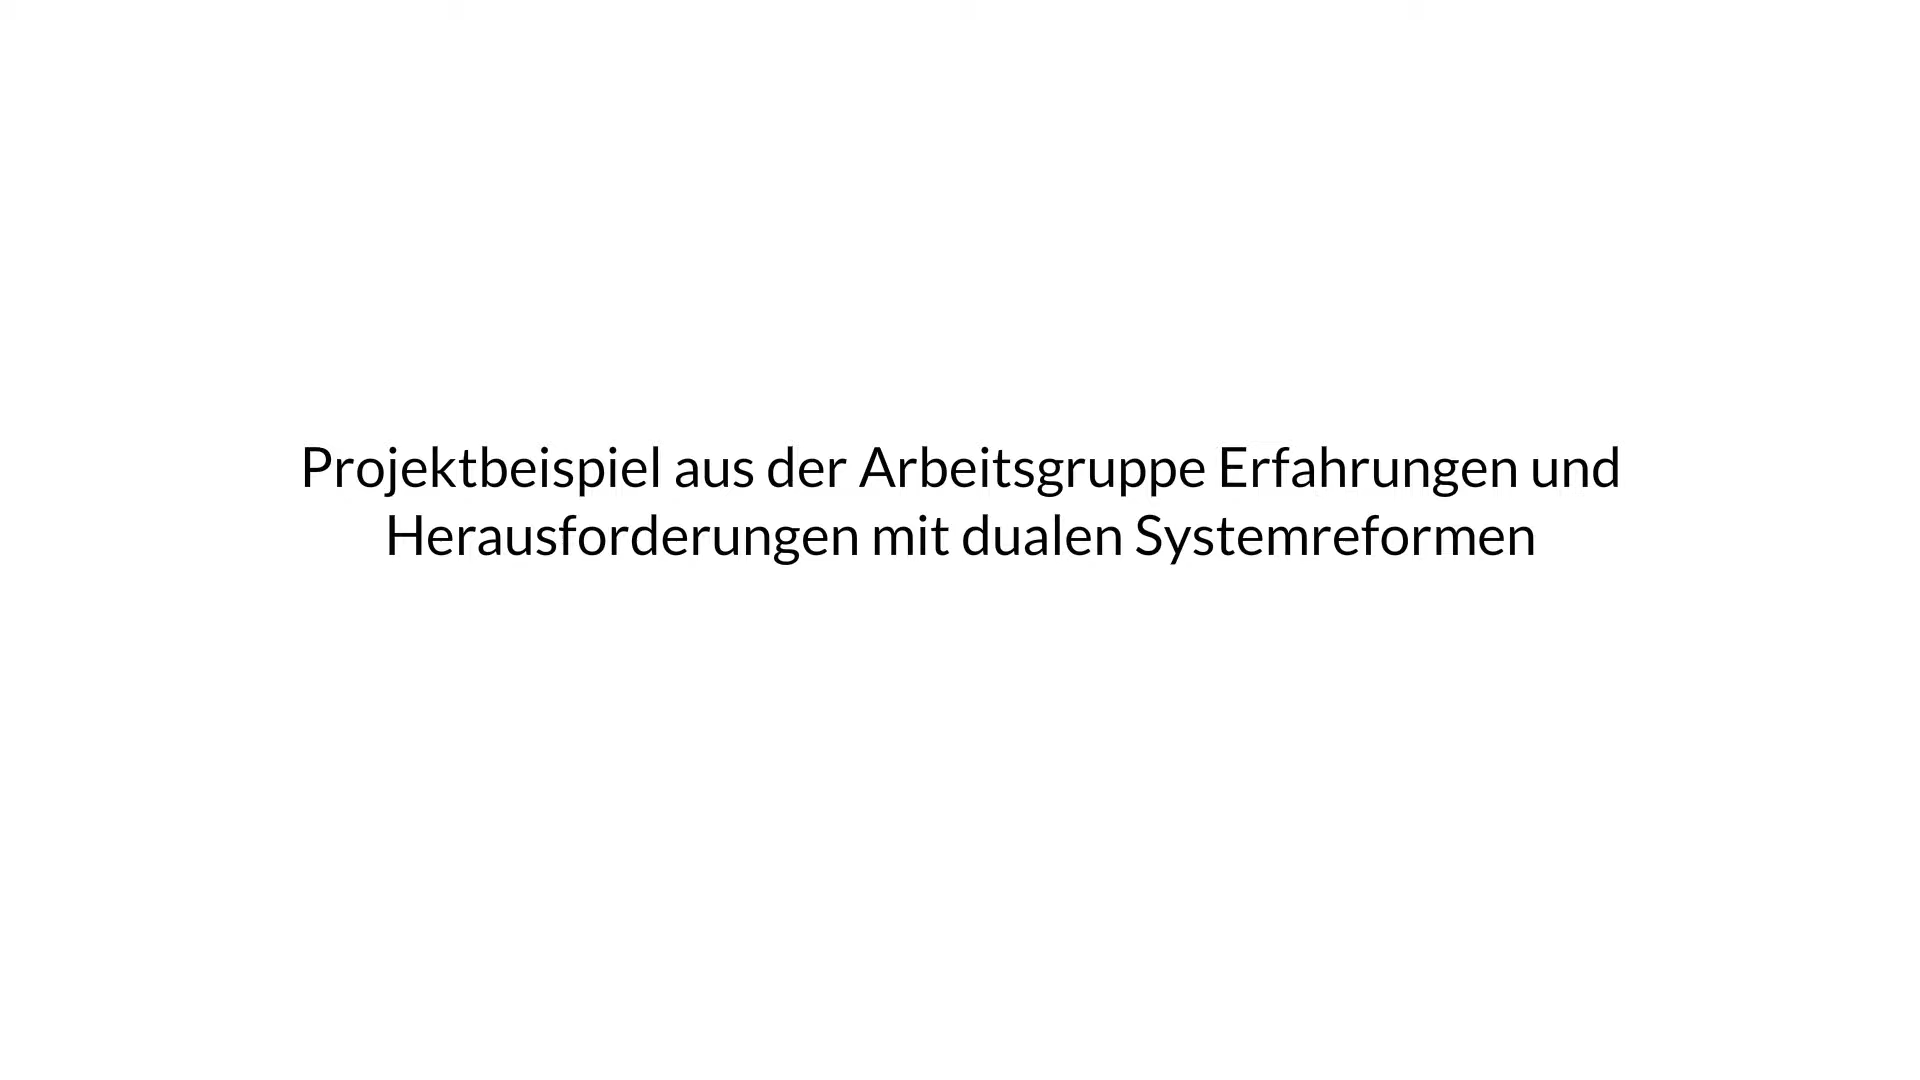 Projektbeispiel aus der Arbeitsgruppe Erfahrungen und
Herausforderungen mit dualen Systemreformen